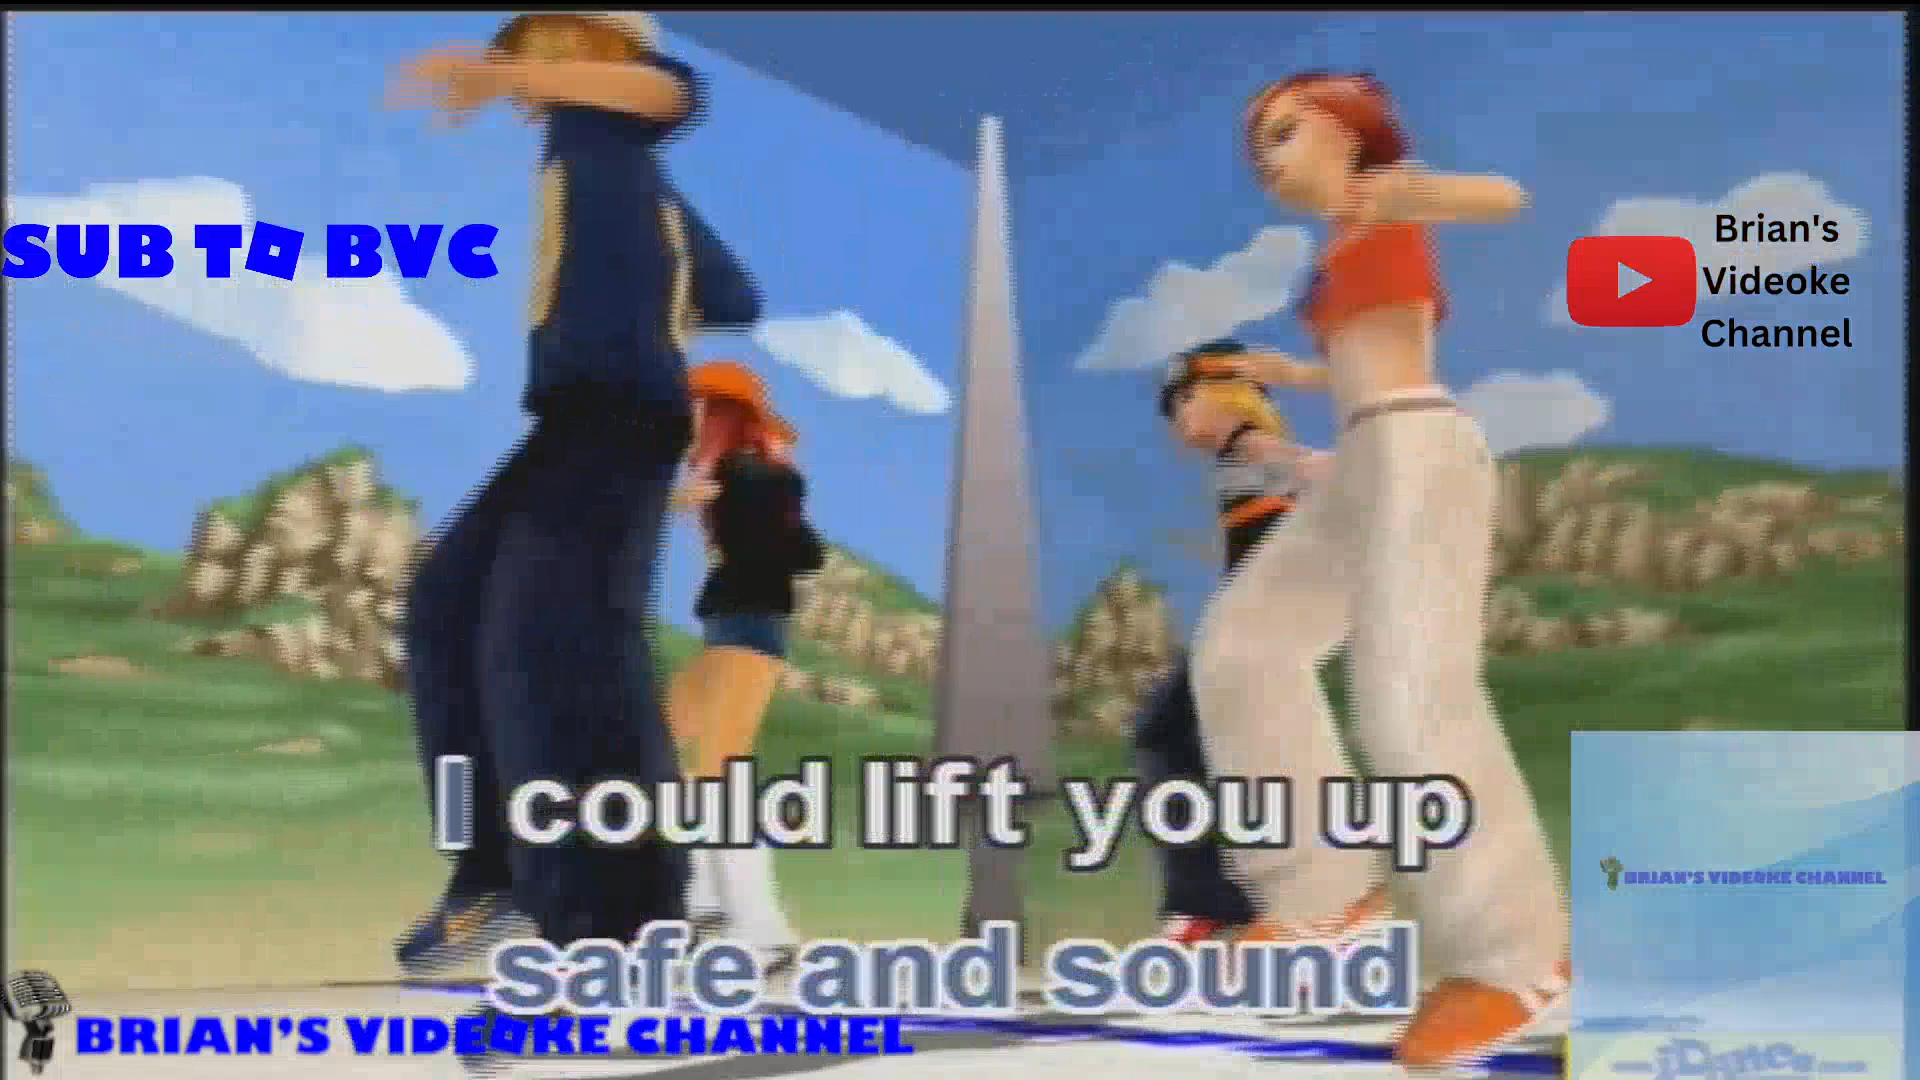 SUB TO BVC
Brian's
Videoke
Channel
I could lift you up
BRIAN'S VIDEOKE CHANNEL
safe and sound
BRIAN'S VIDEOKE CHANNEL
iDance